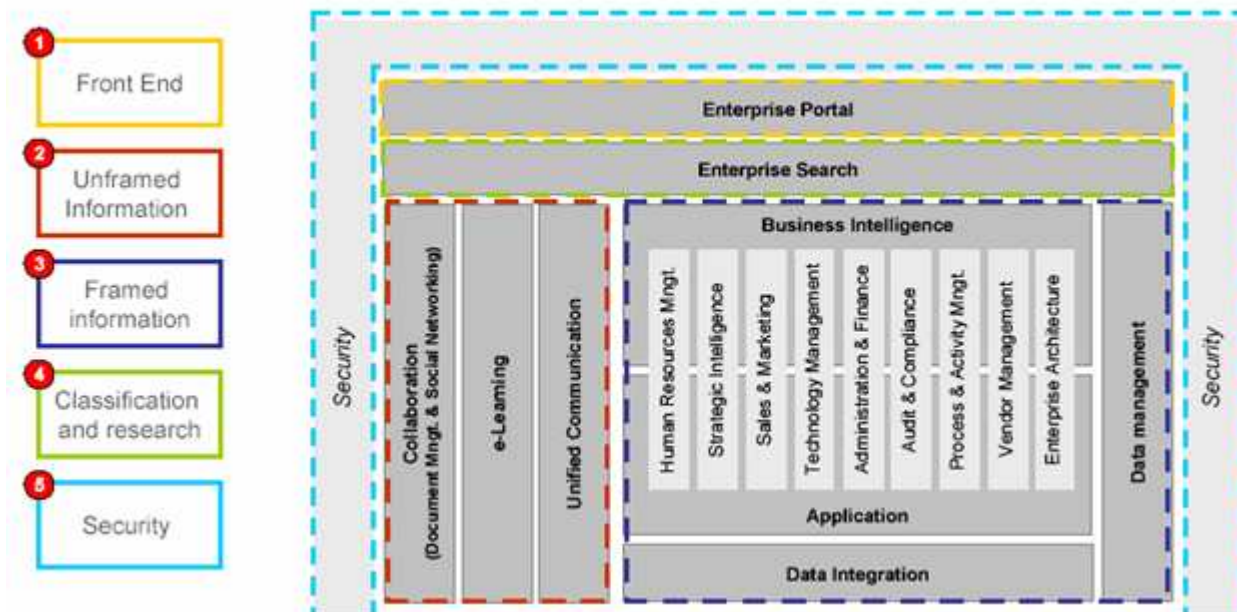 1
Front End
2
Unframed
Information
3
Framed
information
4
Classification
and research
5
Security
Security
Enterprise Portal
Enterprise Search
Collaboration
(Document Mngt. & Social Networking)
e-Learning
Unified Communication
Business Intelligence
Human Resources Mngt.
Strategic Intelligence
Sales & Marketing
Technology Management
Administration & Finance
Audit & Compliance
Process & Activity Mngt.
Vendor Management
Enterprise Architecture
Application
Data Integration
Data management
Security